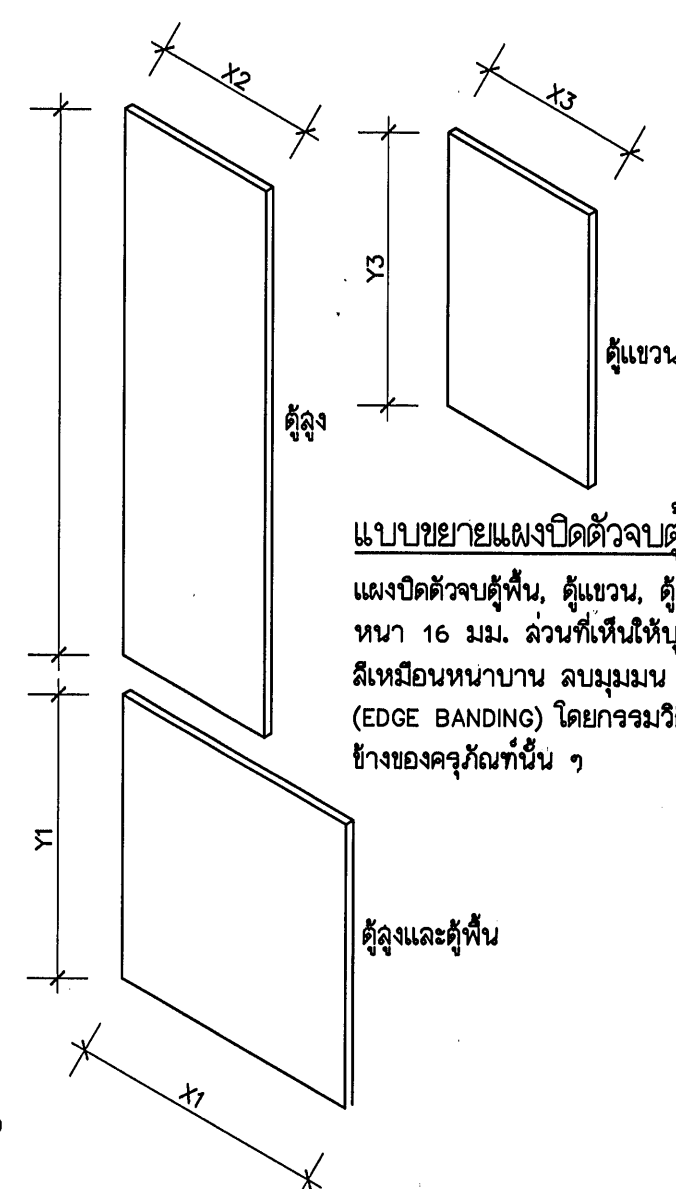 X2
X3
Y3
ตู้แขวน
ตู้สูง
แบบขยายแผงปิดตัวจบตู้
แผงปิดตัวจบตู้พื้น, ตู้แขวน, ตู้
หนา 16 มม. ส่วนที่เห็นให้
สีเหมือนหน้าบาน ลบมุมมน
(EDGE BANDING) โดยกรรมวิ
ข้างของครุภัณฑ์นั้น ๆ
Y1
ตู้สูงและตู้พื้น
X1